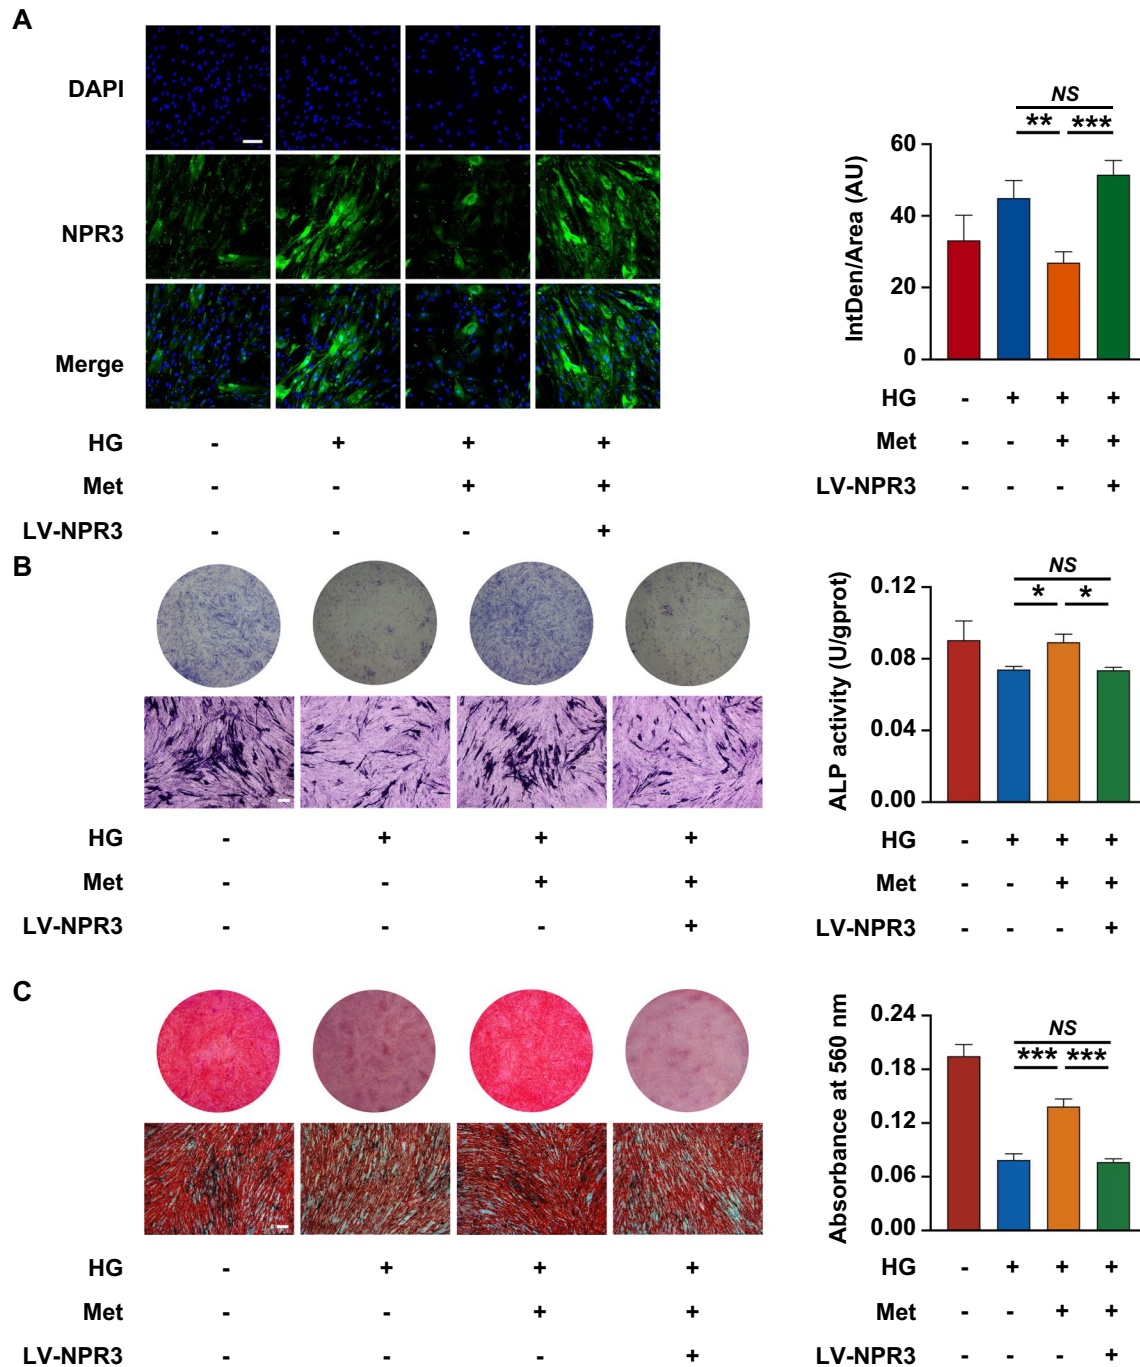 A
DAPI
NPR3
Merge
HG - + + +
Met - - + +
LV-NPR3 - - - +
NS
** ***
60
40
20
0
IntDen/Area (AU)
HG - + + +
Met - - + +
LV-NPR3 - - - +
B
HG - + + +
Met - - + +
LV-NPR3 - - - +
NS
* *
0.12
0.08
0.04
0.00
ALP activity (U/gprot)
HG - + + +
Met - - + +
LV-NPR3 - - - +
C
HG - + + +
Met - - + +
LV-NPR3 - - - +
NS
*** ***
0.24
0.18
0.12
0.06
0.00
Absorbance at 560 nm
HG - + + +
Met - - + +
LV-NPR3 - - - +